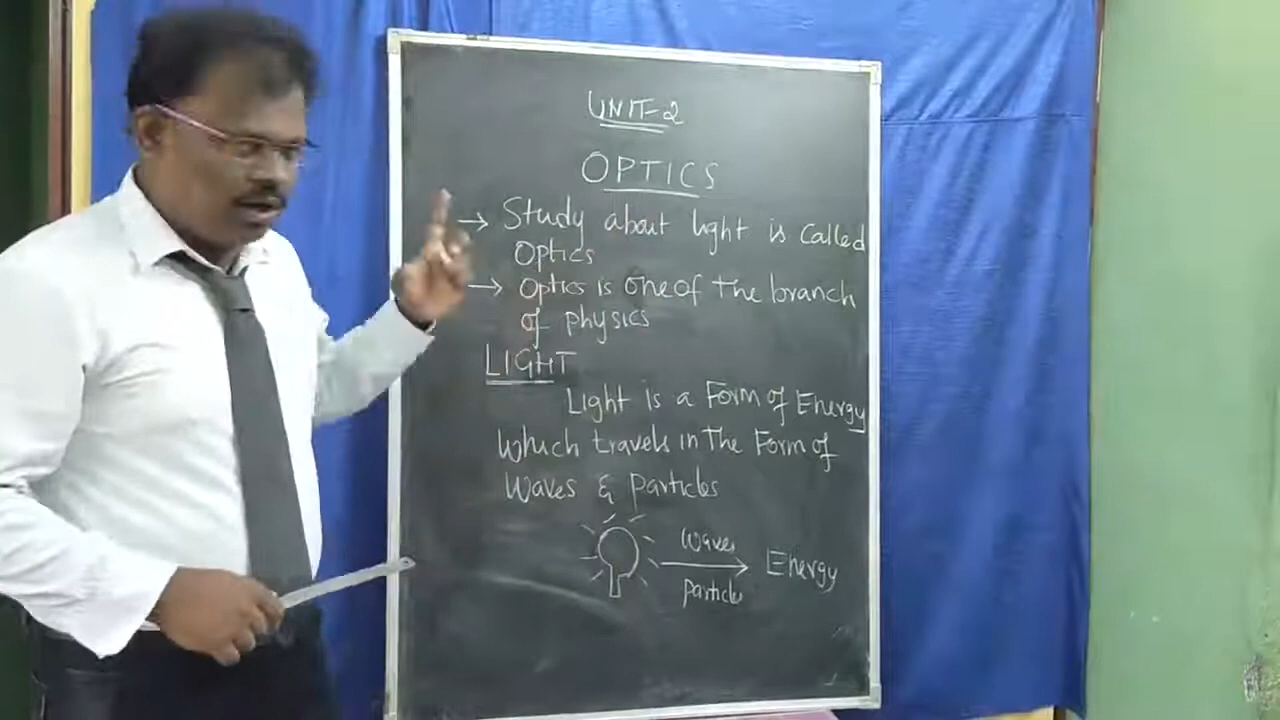 UNIT-2
OPTICS
→ Study about light is called
Optics
→ Optics is one of the branch
of physics
LIGHT
Light is a Form of Energy
Which travels in The Form of
Waves & particles
Waves
Energy
particle